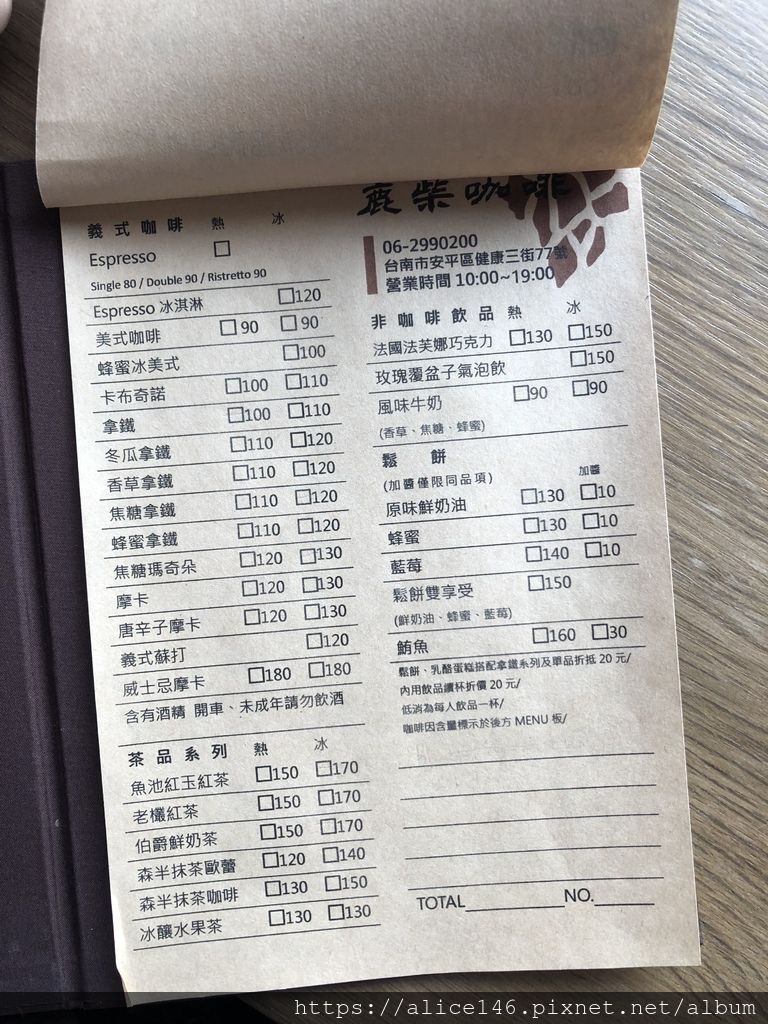 鹿柴咖啡
06-2990200
台南市安平區健康三街77號
營業時間 10:00~19:00
義式咖啡 熱 冰
Espresso □
Single 80 / Double 90 / Ristretto 90
Espresso 冰淇淋 □120
美式咖啡 □90 □90
蜂蜜冰美式 □100
卡布奇諾 □100 □110
拿鐵 □100 □110
冬瓜拿鐵 □110 □120
香草拿鐵 □110 □120
焦糖拿鐵 □110 □120
蜂蜜拿鐵 □110 □120
焦糖瑪奇朵 □120 □130
摩卡 □120 □130
唐辛子摩卡 □120 □130
義式蘇打 □120
威士忌摩卡 □180 □180
含有酒精 開車、未成年請勿飲酒
茶品系列 熱 冰
魚池紅玉紅茶 □150 □170
老欉紅茶 □150 □170
伯爵鮮奶茶 □150 □170
森半抹茶歐蕾 □120 □140
森半抹茶咖啡 □130 □150
冰釀水果茶 □130 □130
非咖啡飲品 熱 冰
法國法芙娜巧克力 □130 □150
玫瑰覆盆子氣泡飲 □150
風味牛奶 □90 □90
(香草、焦糖、蜂蜜)
鬆餅
(加醬僅限同品項) 加醬
原味鮮奶油 □130 □10
蜂蜜 □130 □10
藍莓 □140 □10
鬆餅雙享受 □150
(鮮奶油、蜂蜜、藍莓)
鮪魚 □160 □30
鬆餅、乳酪蛋糕搭配拿鐵系列及單品折抵 20 元/
內用飲品續杯折價 20 元/
低消為每人飲品一杯/
咖啡因含量標示於後方 MENU 板/
TOTAL__________NO.______
https://alice146.pixnet.net/album